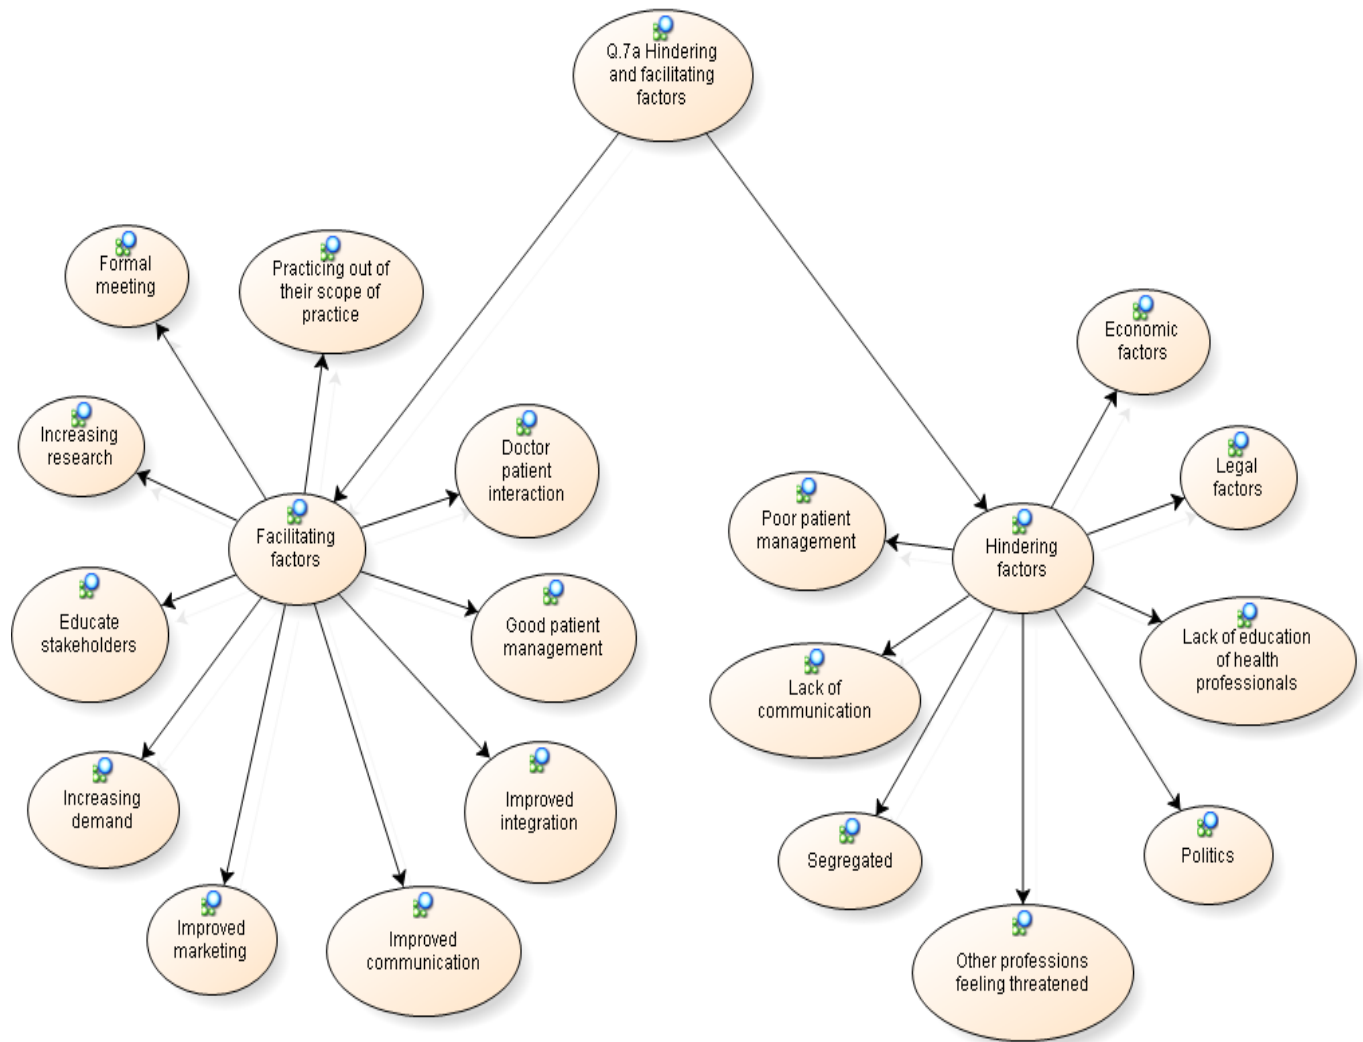 Q.7a Hindering
and facilitating
factors
Formal
meeting
Practicing out of
their scope of
practice
Increasing
research
Doctor
patient
interaction
Facilitating
factors
Educate
stakeholders
Good patient
management
Increasing
demand
Improved
integration
Improved
marketing
Improved
communication
Economic
factors
Legal
factors
Poor patient
management
Hindering
factors
Lack of education
of health
professionals
Lack of
communication
Segregated
Politics
Other professions
feeling threatened